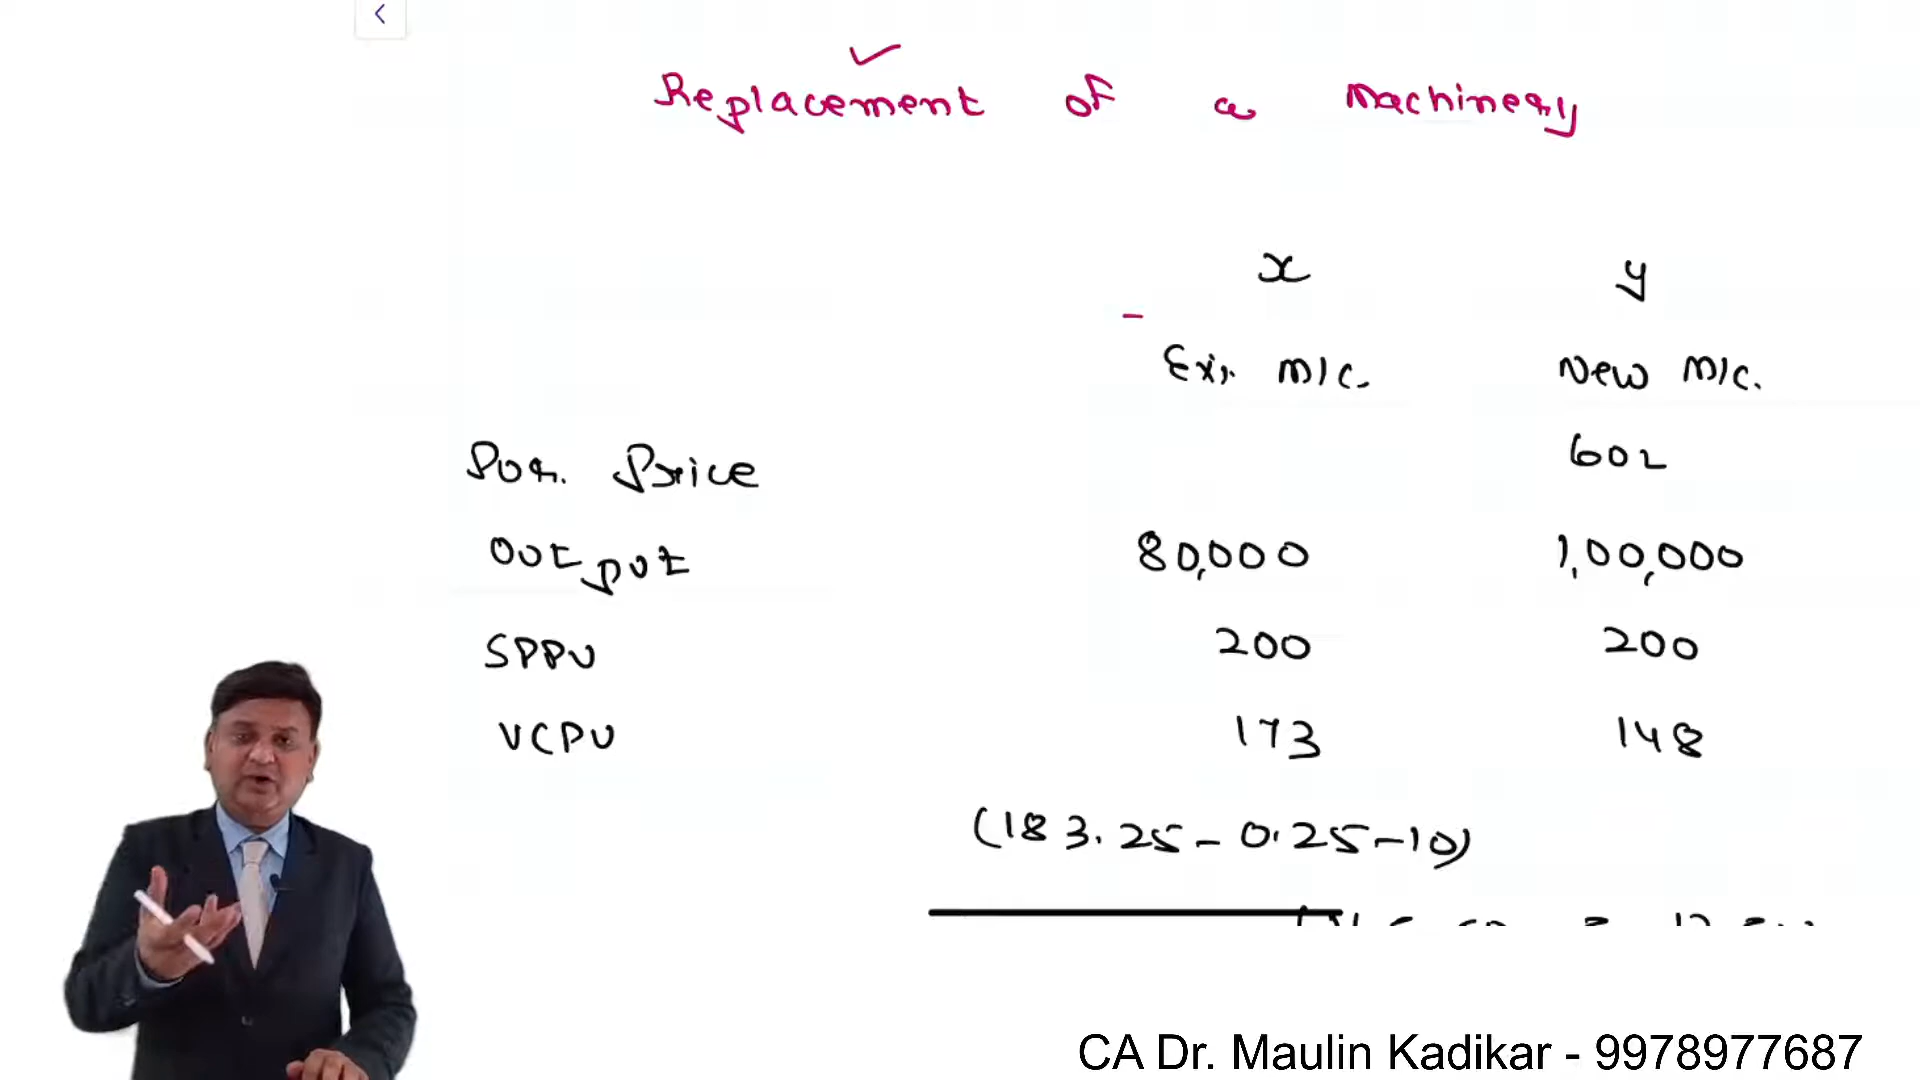 Replacement of a Machinery
x y
Exi. M/C. New M/C.
Pur. Price 60L
Output 80,000 1,00,000
SPPU 200 200
VCPU 173 148
(183.25-0.25-10)
CA Dr. Maulin Kadikar - 9978977687